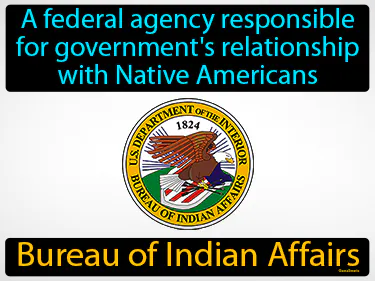 A federal agency responsible
for government's relationship
with Native Americans
U.S. DEPARTMENT OF THE INTERIOR
1824
BUREAU OF INDIAN AFFAIRS
Bureau of Indian Affairs